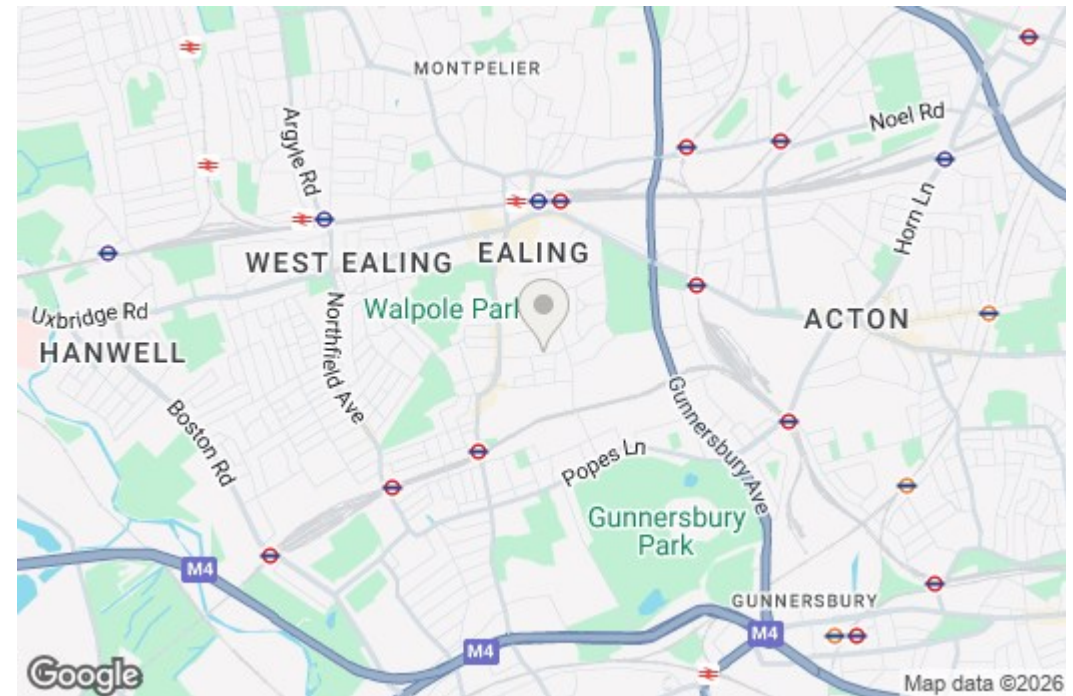 MONTPELIER
Noel Rd
Argyle Rd
Horn Ln
WEST EALING
EALING
Walpole Park
Uxbridge Rd
HANWELL
Northfield Ave
ACTON
Boston Rd
Gunnersbury Ave
Popes Ln
Gunnersbury
Park
M4
GUNNERSBURY
M4
M4
Google
Map data ©2026